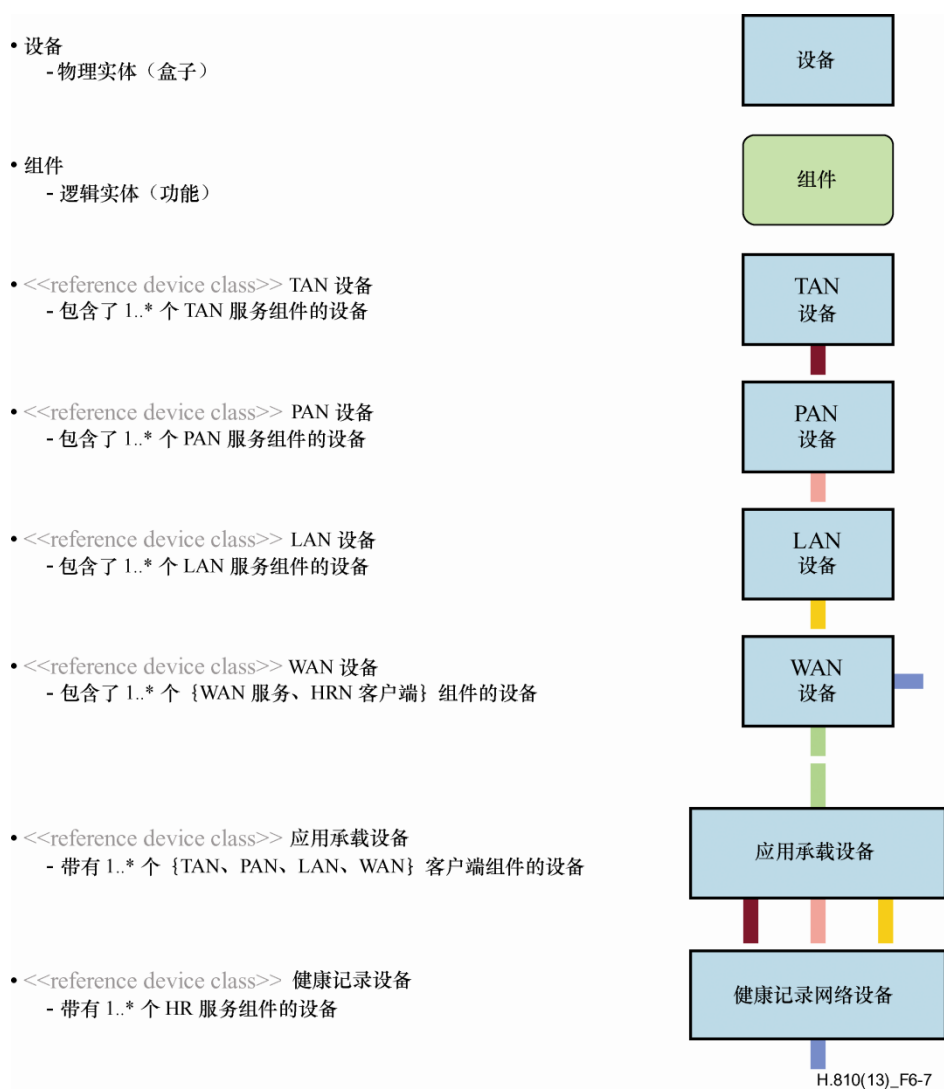 • 设备
- 物理实体（盒子）
设备
• 组件
- 逻辑实体（功能）
组件
• <<reference device class>> TAN 设备
- 包含了 1..* 个 TAN 服务组件的设备
TAN
设备
• <<reference device class>> PAN 设备
- 包含了 1..* 个 PAN 服务组件的设备
PAN
设备
• <<reference device class>> LAN 设备
- 包含了 1..* 个 LAN 服务组件的设备
LAN
设备
• <<reference device class>> WAN 设备
- 包含了 1..* 个｛WAN 服务、HRN 客户端｝组件的设备
WAN
设备
• <<reference device class>> 应用承载设备
- 带有 1..* 个｛TAN、PAN、LAN、WAN｝客户端组件的设备
应用承载设备
• <<reference device class>> 健康记录设备
- 带有 1..* 个 HR 服务组件的设备
健康记录网络设备
H.810(13)_F6-7